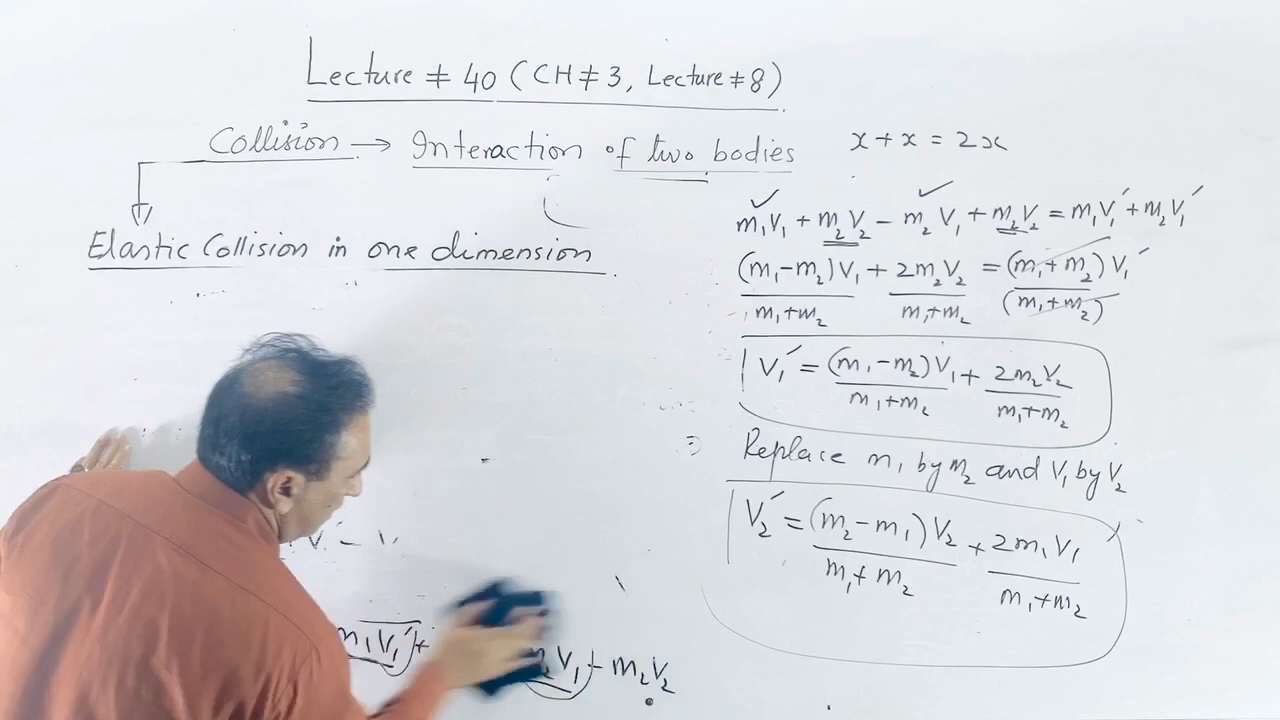 Lecture # 40 (CH # 3, Lecture # 8)
Collision → Interaction of two bodies
Elastic Collision in one dimension
x + x = 2x
m₁V₁ + m₂V₂ − m₂V₁ + m₂V₂ = m₁V₁′ + m₂V₁′
(m₁−m₂)V₁/m₁+m₂ + 2m₂V₂/m₁+m₂ = (m₁+m₂)V₁′/(m₁+m₂)
V₁′ = (m₁−m₂)V₁/m₁+m₂ + 2m₂V₂/m₁+m₂
Replace m₁ by m₂ and V₁ by V₂
V₂′ = (m₂−m₁)V₂/m₁+m₂ + 2m₁V₁/m₁+m₂
m₁V₁′ +
V₁ − m₂V₂